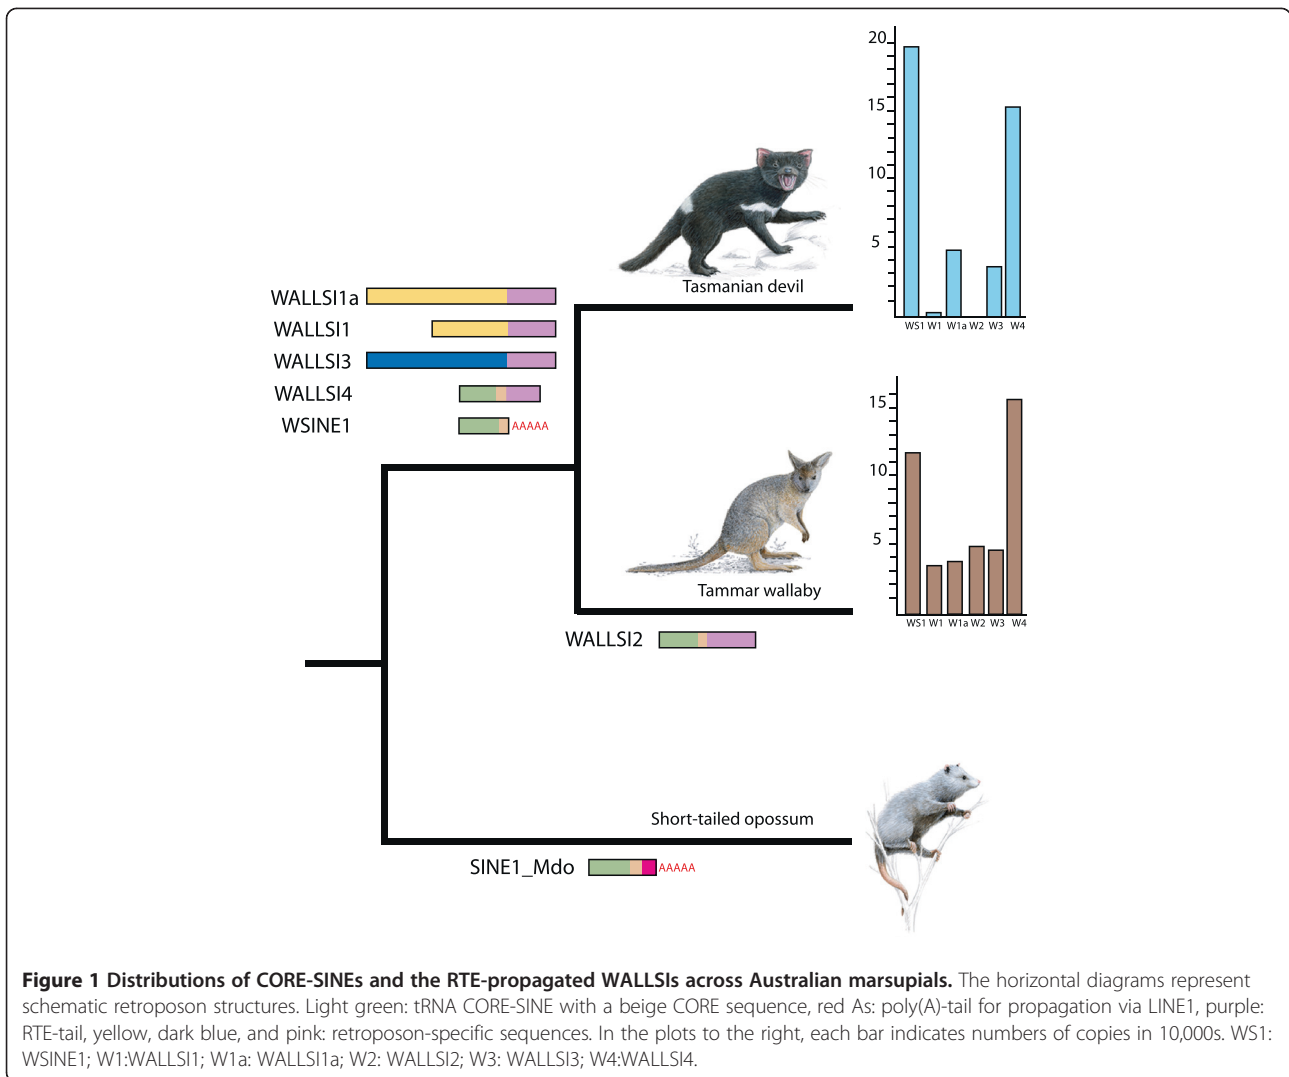 20
15
10
5
WS1 W1 W1a W2 W3 W4
Tasmanian devil
WALLSI1a
WALLSI1
WALLSI3
WALLSI4
WSINE1 AAAAA
15
10
5
WS1 W1 W1a W2 W3 W4
Tammar wallaby
WALLSI2
Short-tailed opossum
SINE1_Mdo AAAAA
Figure 1 Distributions of CORE-SINEs and the RTE-propagated WALLSIs across Australian marsupials. The horizontal diagrams represent
schematic retroposon structures. Light green: tRNA CORE-SINE with a beige CORE sequence, red As: poly(A)-tail for propagation via LINE1, purple:
RTE-tail, yellow, dark blue, and pink: retroposon-specific sequences. In the plots to the right, each bar indicates numbers of copies in 10,000s. WS1:
WSINE1; W1:WALLSI1; W1a: WALLSI1a; W2: WALLSI2; W3: WALLSI3; W4:WALLSI4.